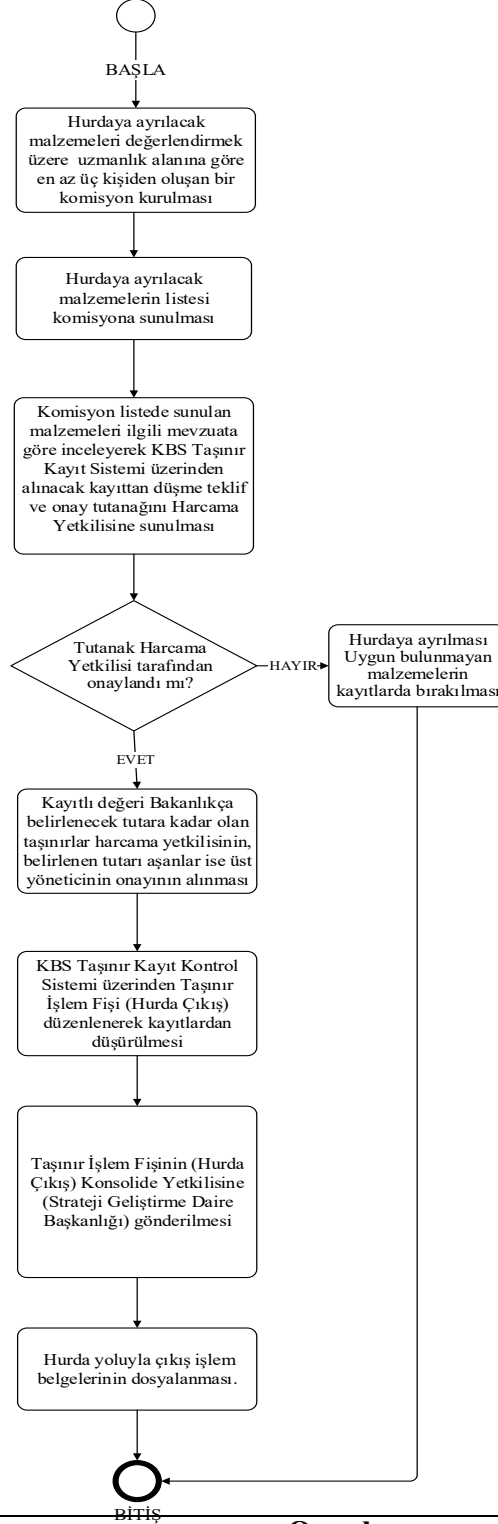 BAŞLA
Hurdaya ayrılacak
malzemeleri değerlendirmek
üzere uzmanlık alanına göre
en az üç kişiden oluşan bir
komisyon kurulması
Hurdaya ayrılacak
malzemelerin listesi
komisyona sunulması
Komisyon listede sunulan
malzemeleri ilgili mevzuata
göre inceleyerek KBS Taşınır
Kayıt Sistemi üzerinden
alınacak kayıttan düşme teklif
ve onay tutanağını Harcama
Yetkilisine sunulması
Tutanak Harcama
Yetkilisi tarafından
onaylandı mı?
HAYIR
Hurdaya ayrılması
Uygun bulunmayan
malzemelerin
kayıtlarda bırakılması
EVET
Kayıtlı değeri Bakanlıkça
belirlenecek tutara kadar olan
taşınırlar harcama yetkilisinin,
belirlenen tutarı aşanlar ise üst
yöneticinin onayının alınması
KBS Taşınır Kayıt Kontrol
Sistemi üzerinden Taşınır
İşlem Fişi (Hurda Çıkış)
düzenlenerek kayıtlardan
düşürülmesi
Taşınır İşlem Fişinin (Hurda
Çıkış) Konsolide Yetkilisine
(Strateji Geliştirme Daire
Başkanlığı) gönderilmesi
Hurda yoluyla çıkış işlem
belgelerinin dosyalanması.
BİTİŞ